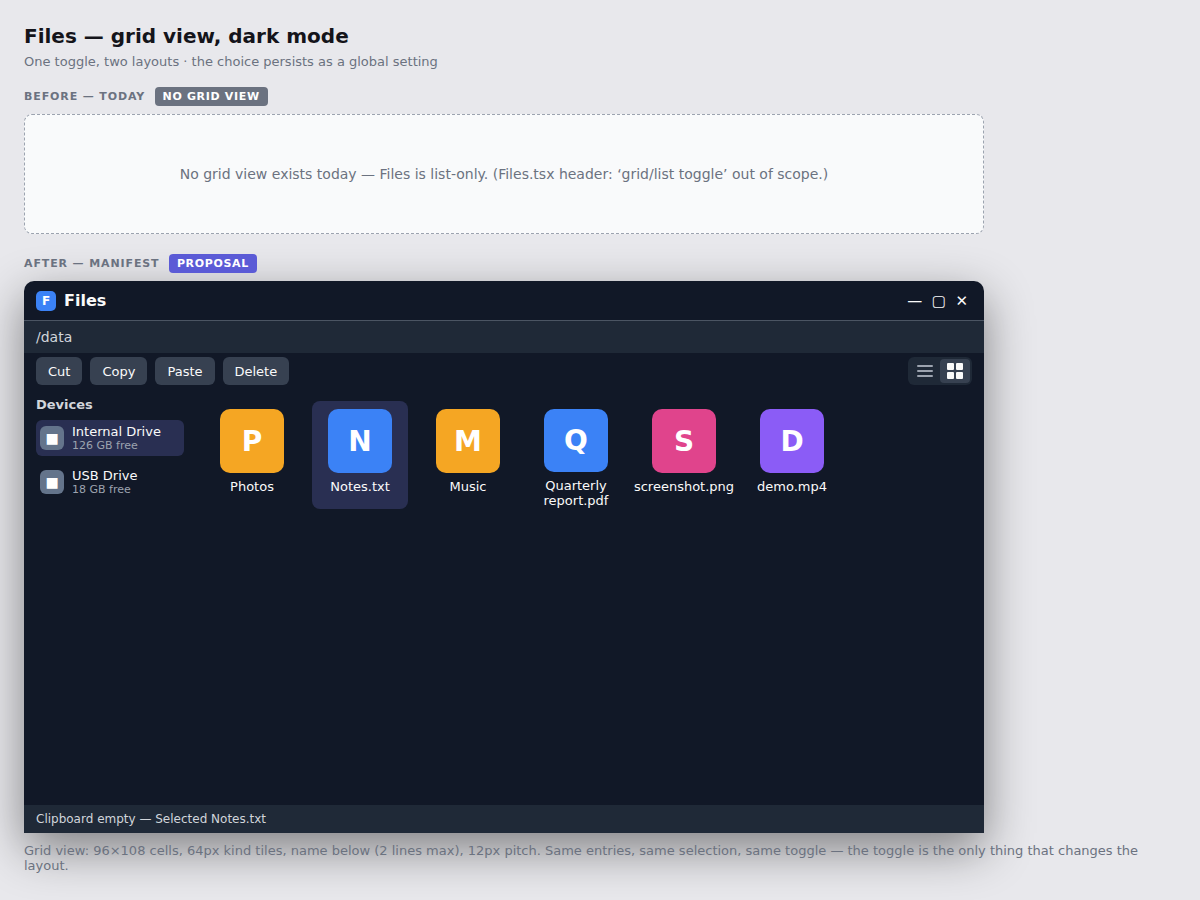 Files — grid view, dark mode
One toggle, two layouts · the choice persists as a global setting
BEFORE — TODAY NO GRID VIEW
No grid view exists today — Files is list-only. (Files.tsx header: ‘grid/list toggle’ out of scope.)
AFTER — MANIFEST PROPOSAL
F Files
/data
Cut Copy Paste Delete
Devices
Internal Drive
126 GB free
USB Drive
18 GB free
P N M Q S D
Photos Notes.txt Music Quarterly screenshot.png demo.mp4
report.pdf
Clipboard empty — Selected Notes.txt
Grid view: 96×108 cells, 64px kind tiles, name below (2 lines max), 12px pitch. Same entries, same selection, same toggle — the toggle is the only thing that changes the
layout.